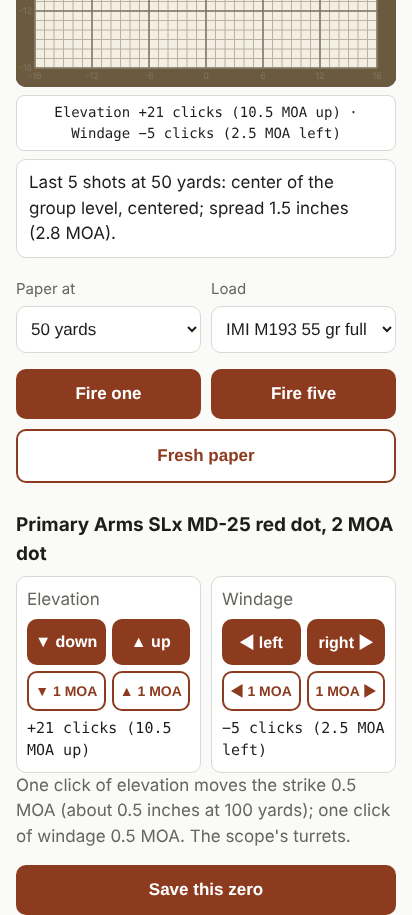 -12
-18
-18 -12 -6 0 6 12 18
Elevation +21 clicks (10.5 MOA up) ·
Windage −5 clicks (2.5 MOA left)
Last 5 shots at 50 yards: center of the
group level, centered; spread 1.5 inches
(2.8 MOA).
Paper at
Load
50 yards
IMI M193 55 gr full
Fire one
Fire five
Fresh paper
Primary Arms SLx MD-25 red dot, 2 MOA
dot
Elevation
▼ down ▲ up
▼ 1 MOA ▲ 1 MOA
+21 clicks (10.5
MOA up)
Windage
◀ left right ▶
◀ 1 MOA 1 MOA ▶
−5 clicks (2.5 MOA
left)
One click of elevation moves the strike 0.5
MOA (about 0.5 inches at 100 yards); one click
of windage 0.5 MOA. The scope's turrets.
Save this zero